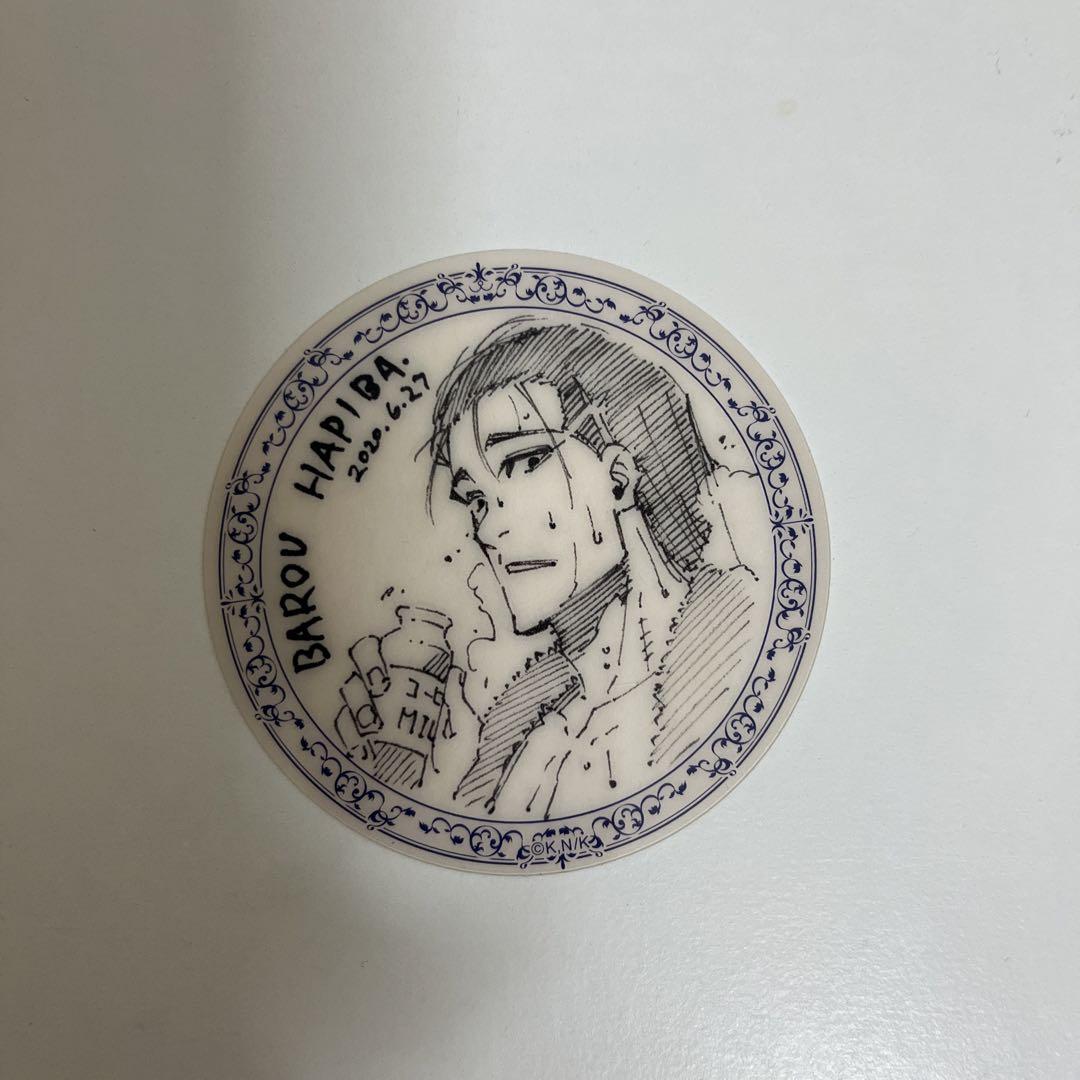 BAROU HAPIBA.
2020.6.27
MIL
©K,N/K